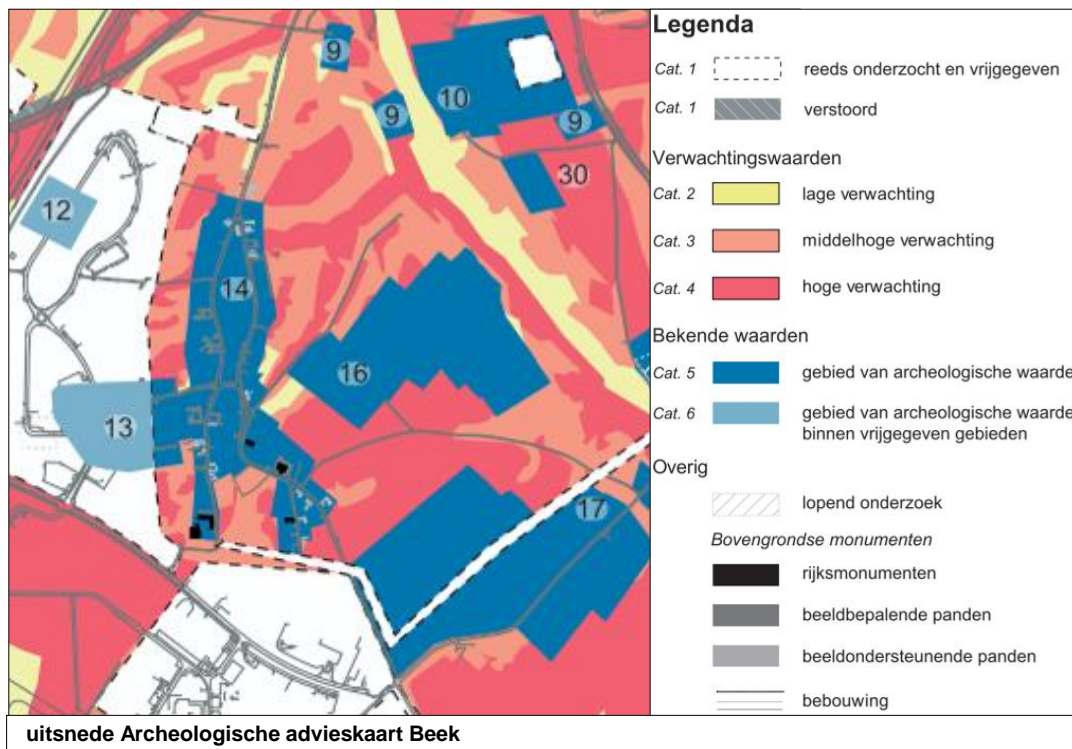 9
10
9
9
30
12
14
16
13
17
Legenda
Cat. 1 reeds onderzocht en vrijgegeven
Cat. 1 verstoord
Verwachtingswaarden
Cat. 2 lage verwachting
Cat. 3 middelhoge verwachting
Cat. 4 hoge verwachting
Bekende waarden
Cat. 5 gebied van archeologische waarde
Cat. 6 gebied van archeologische waarde
binnen vrijgegeven gebieden
Overig
lopend onderzoek
Bovengrondse monumenten
rijksmonumenten
beeldbepalende panden
beeldondersteunende panden
bebouwing
uitsnede Archeologische advieskaart Beek